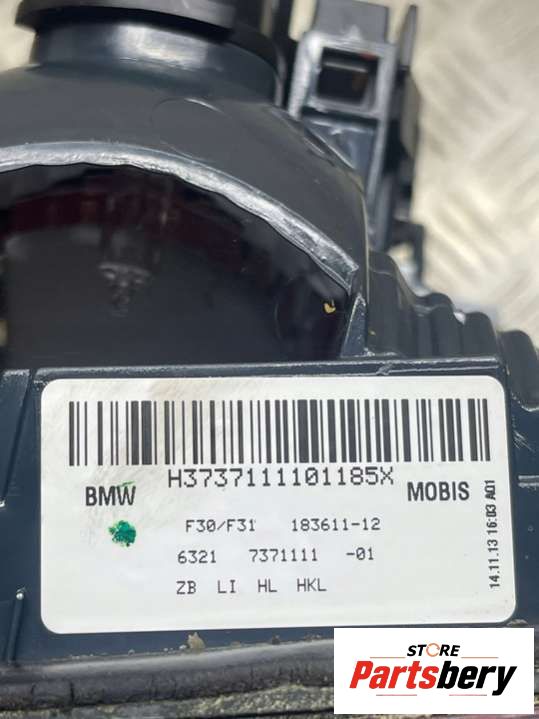 H3737111101185X
BMW MOBIS
F30/F31 183611-12
6321 7371111 -01
ZB LI HL HKL
14.11.13 16:03 A01
STORE
Partsbery